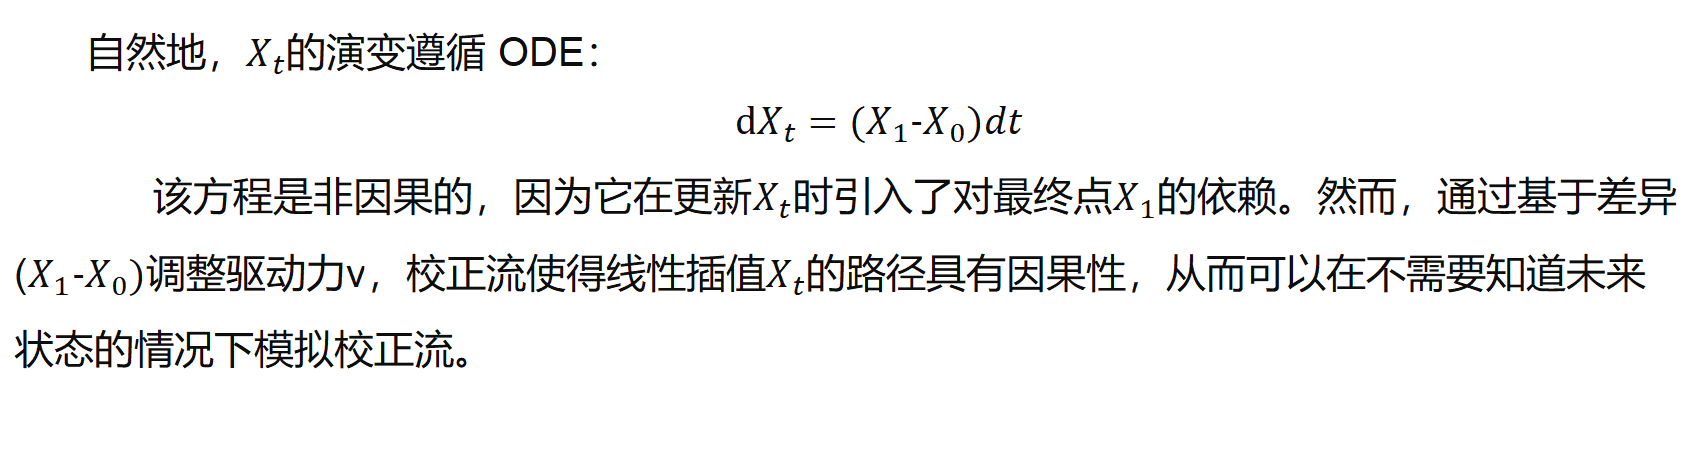 自然地，X_t的演变遵循 ODE：
dX_t = (X_1-X_0)dt
该方程是非因果的，因为它在更新X_t时引入了对最终点X_1的依赖。然而，通过基于差异
(X_1-X_0)调整驱动力v，校正流使得线性插值X_t的路径具有因果性，从而可以在不需要知道未来
状态的情况下模拟校正流。